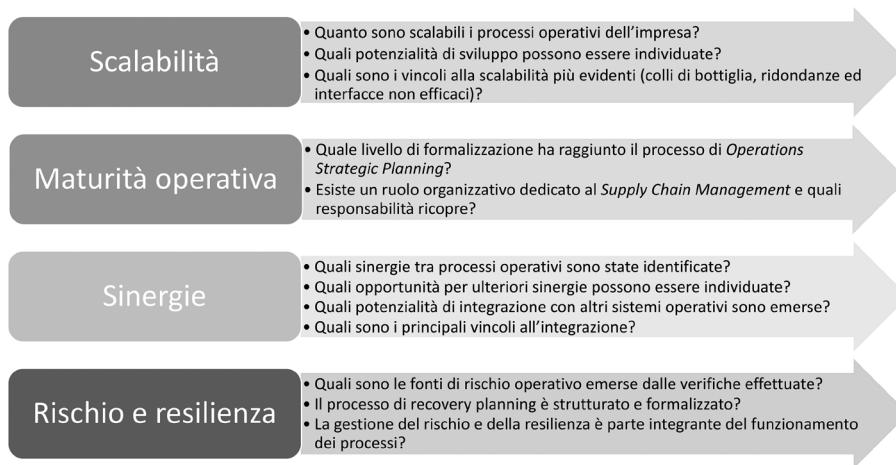 Scalabilità
• Quanto sono scalabili i processi operativi dell’impresa?
• Quali potenzialità di sviluppo possono essere individuate?
• Quali sono i vincoli alla scalabilità più evidenti (colli di bottiglia, ridondanze ed
interfacce non efficaci)?
Maturità operativa
• Quale livello di formalizzazione ha raggiunto il processo di Operations
Strategic Planning?
• Esiste un ruolo organizzativo dedicato al Supply Chain Management e quali
responsabilità ricopre?
Sinergie
• Quali sinergie tra processi operativi sono state identificate?
• Quali opportunità per ulteriori sinergie possono essere individuate?
• Quali potenzialità di integrazione con altri sistemi operativi sono emerse?
• Quali sono i principali vincoli all’integrazione?
Rischio e resilienza
• Quali sono le fonti di rischio operativo emerse dalle verifiche effettuate?
• Il processo di recovery planning è strutturato e formalizzato?
• La gestione del rischio e della resilienza è parte integrante del funzionamento
dei processi?